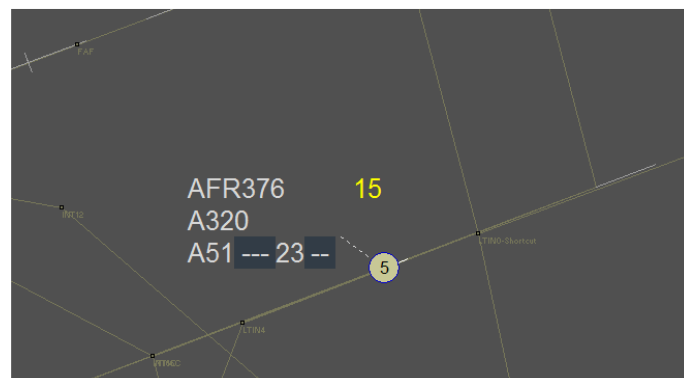 FAF
AFR376 15
A320
A51 --- 23 --
INT12
LTIN0-Shortcut
5
LTIN4